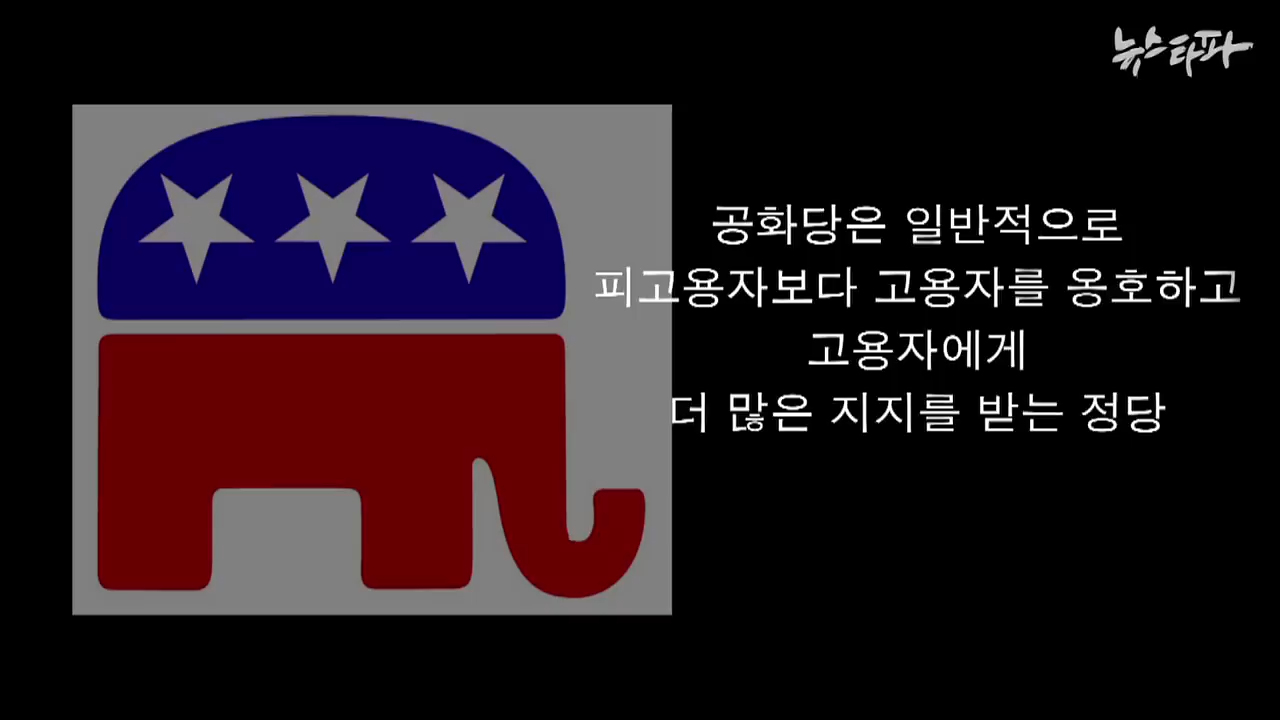 뉴스타파
공화당은 일반적으로
피고용자보다 고용자를 옹호하고
고용자에게
더 많은 지지를 받는 정당